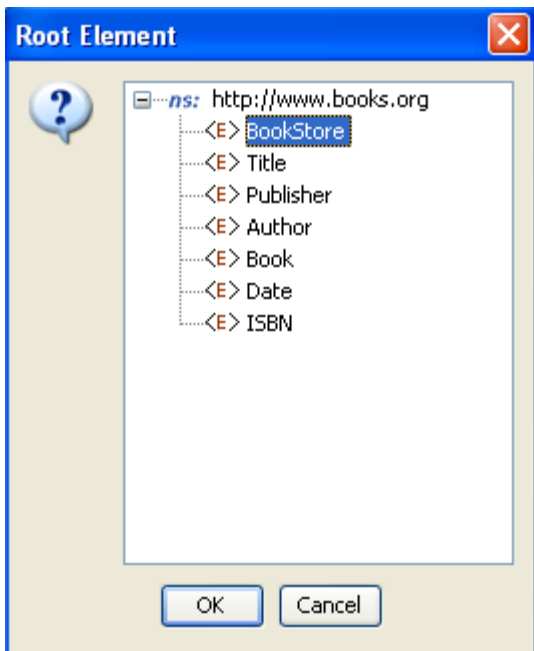 Root Element
ns: http://www.books.org
<E> BookStore
<E> Title
<E> Publisher
<E> Author
<E> Book
<E> Date
<E> ISBN
OK Cancel